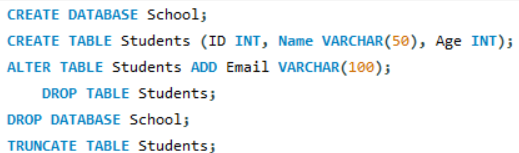 CREATE DATABASE School;
CREATE TABLE Students (ID INT, Name VARCHAR(50), Age INT);
ALTER TABLE Students ADD Email VARCHAR(100);
DROP TABLE Students;
DROP DATABASE School;
TRUNCATE TABLE Students;